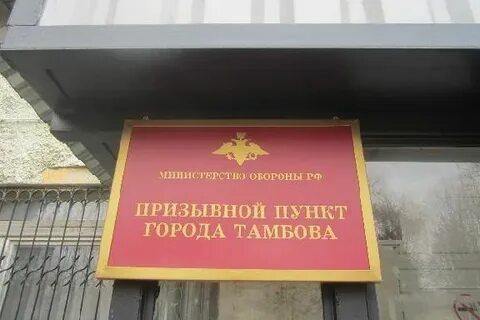 МИНИСТЕРСТВО ОБОРОНЫ РФ
ПРИЗЫВНОЙ ПУНКТ
ГОРОДА ТАМБОВА